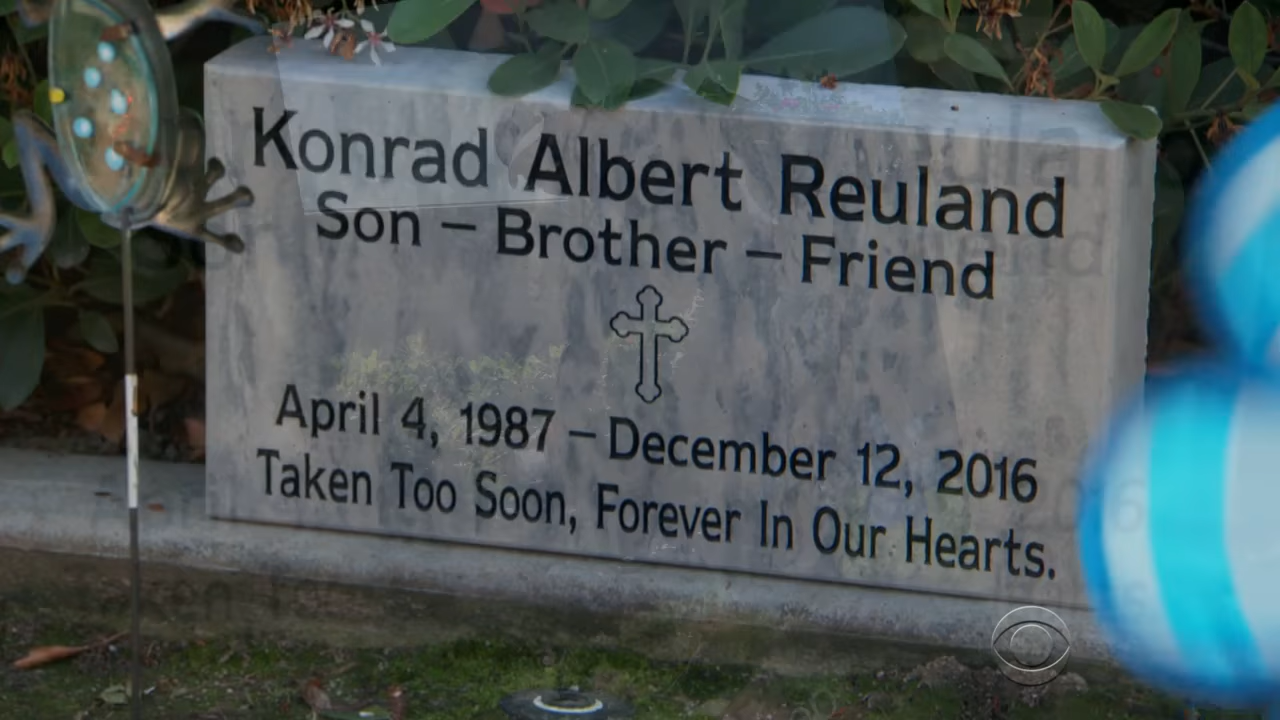 Konrad Albert Reuland
Son – Brother – Friend
April 4, 1987 – December 12, 2016
Taken Too Soon, Forever In Our Hearts.